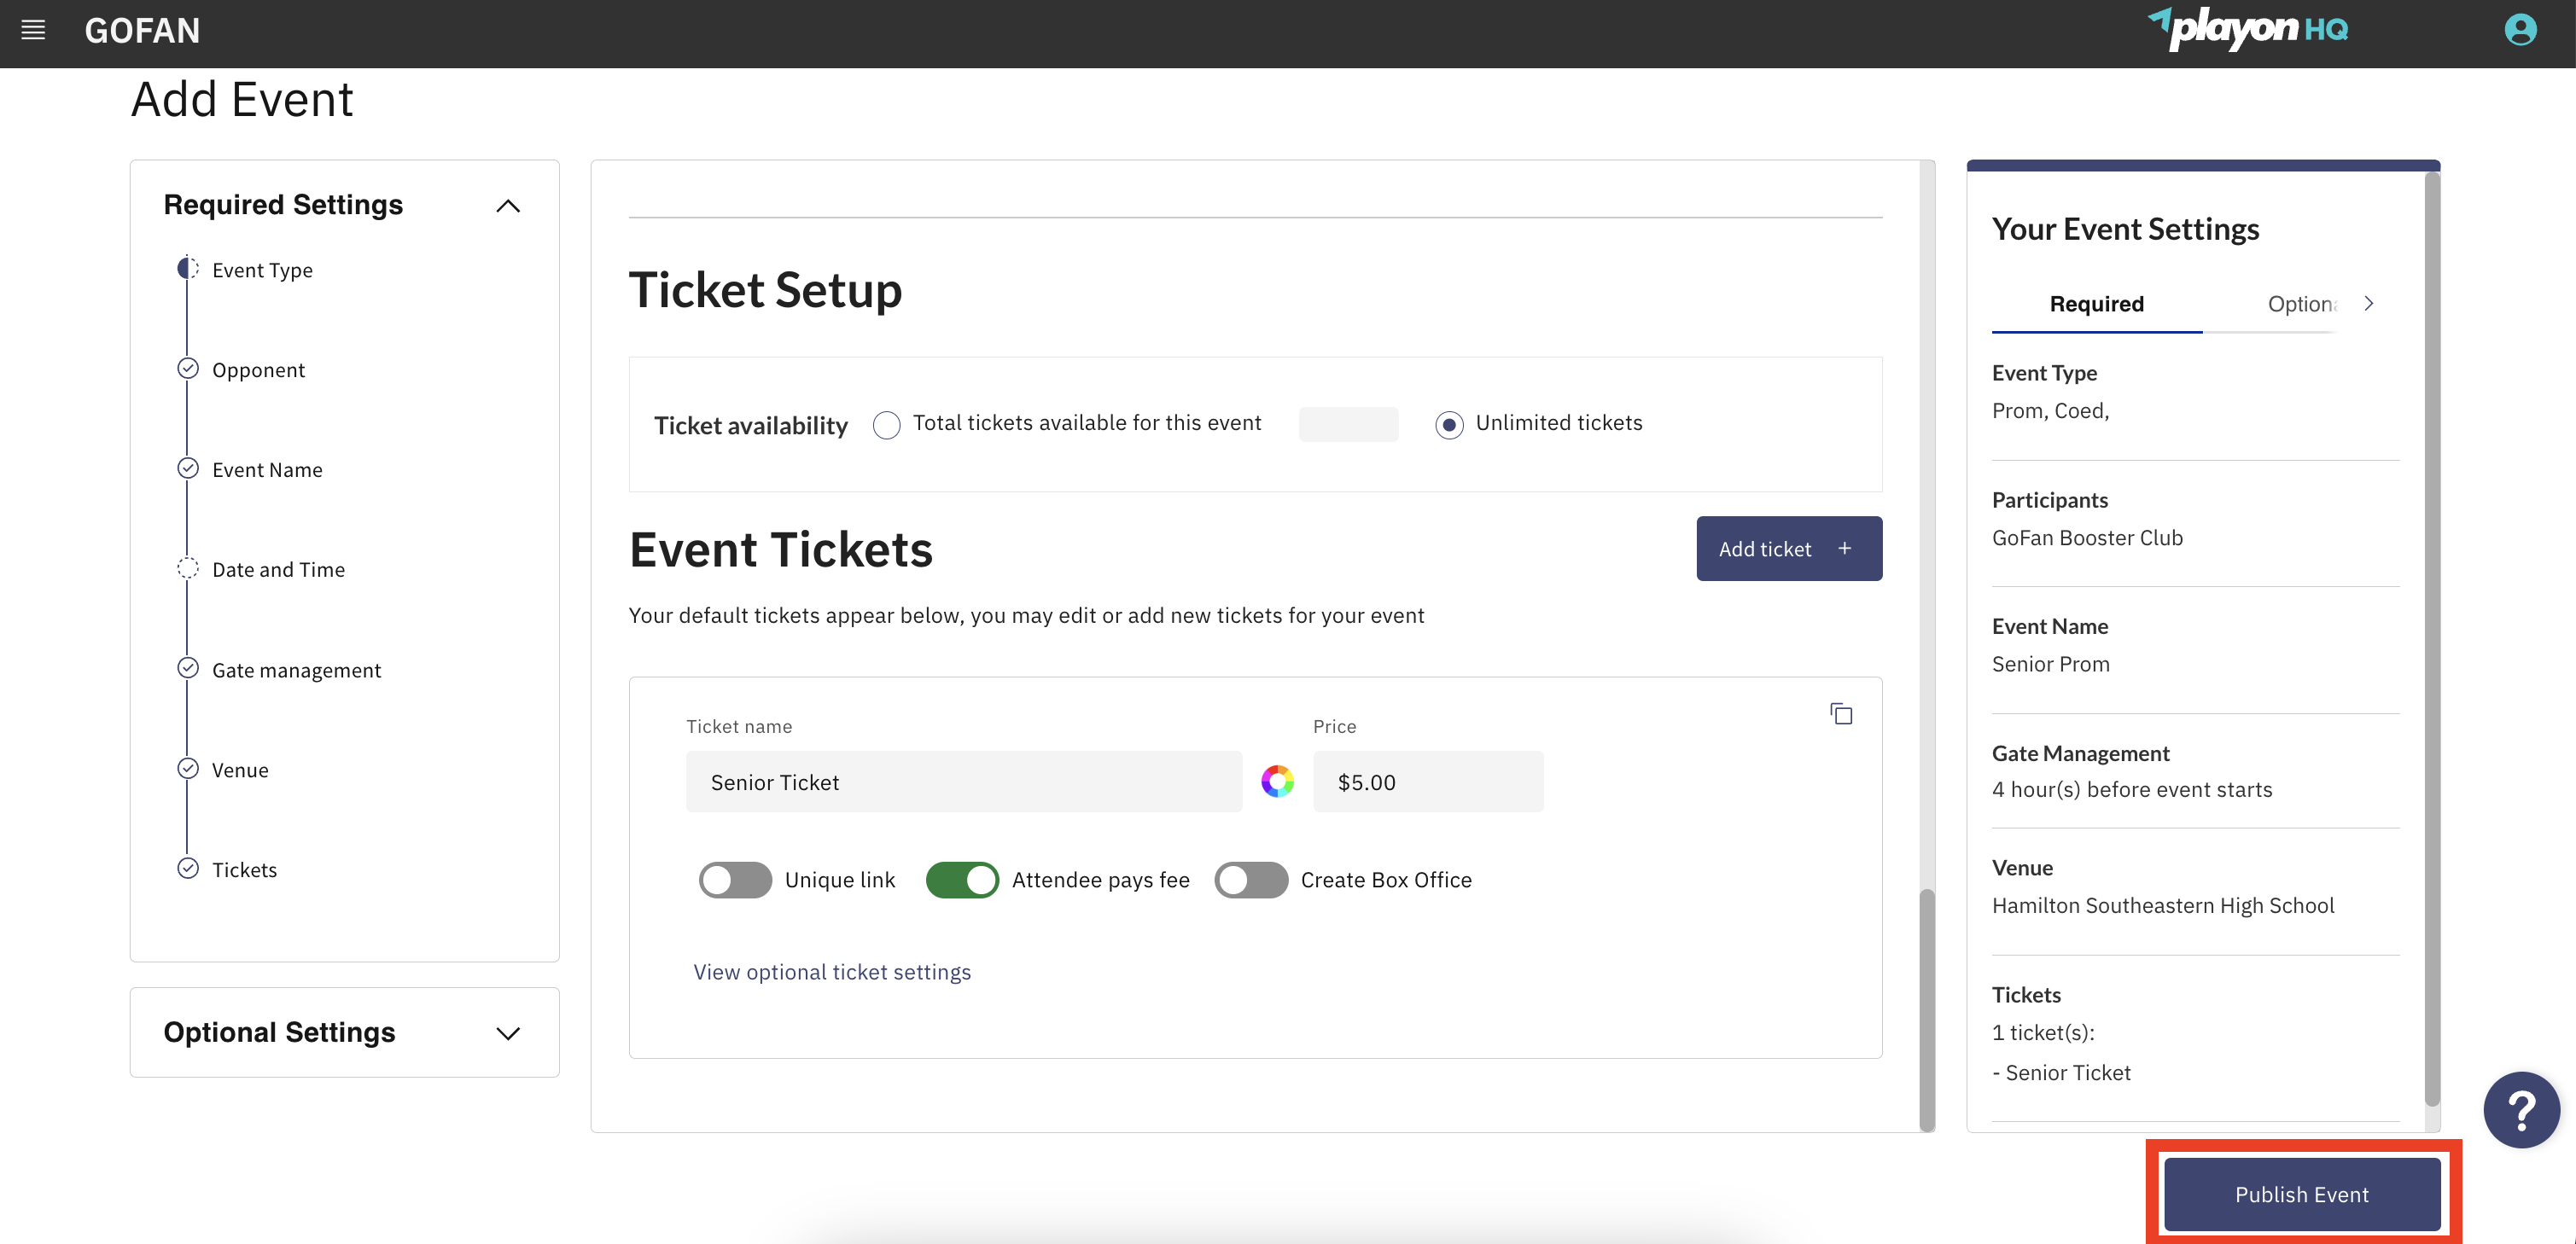 GOFAN
playon HQ
Add Event
Required Settings
Event Type
Opponent
Event Name
Date and Time
Gate management
Venue
Tickets
Optional Settings
Ticket Setup
Ticket availability
Total tickets available for this event
Unlimited tickets
Event Tickets
Add ticket +
Your default tickets appear below, you may edit or add new tickets for your event
Ticket name
Price
Senior Ticket
$5.00
Unique link
Attendee pays fee
Create Box Office
View optional ticket settings
Your Event Settings
Required
Optiona
Event Type
Prom, Coed,
Participants
GoFan Booster Club
Event Name
Senior Prom
Gate Management
4 hour(s) before event starts
Venue
Hamilton Southeastern High School
Tickets
1 ticket(s):
- Senior Ticket
?
Publish Event